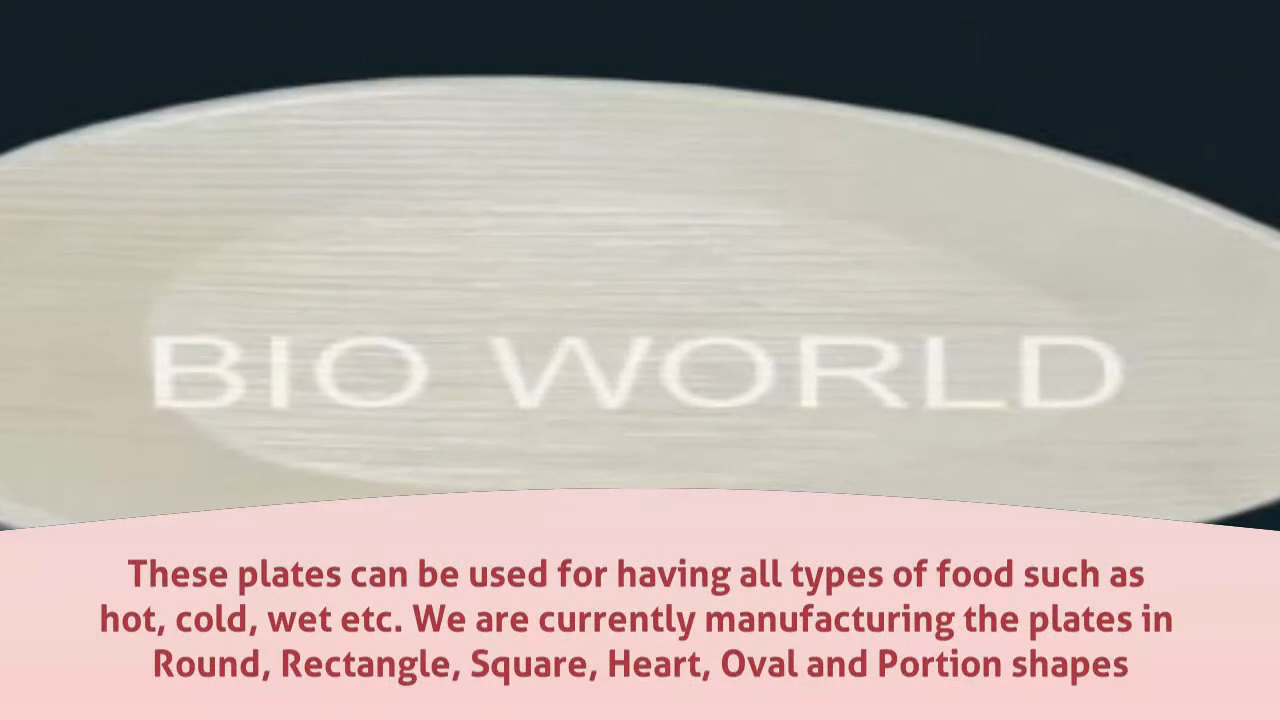 BIO WORLD
These plates can be used for having all types of food such as
hot, cold, wet etc. We are currently manufacturing the plates in
Round, Rectangle, Square, Heart, Oval and Portion shapes